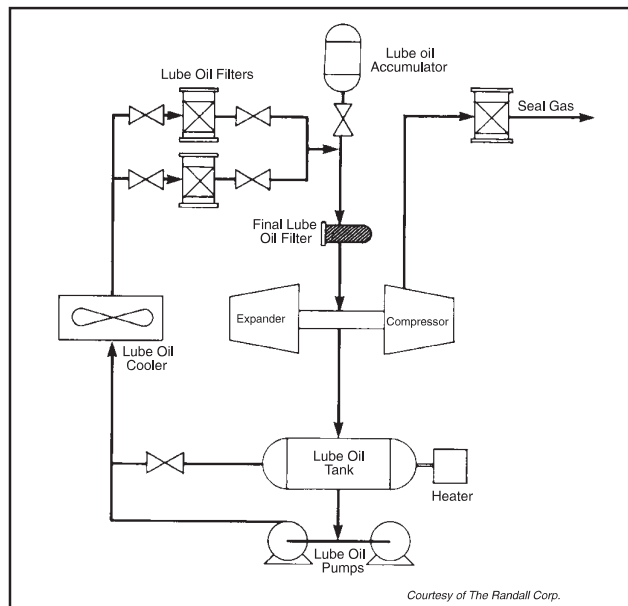 Lube oil
Accumulator
Lube Oil Filters
Seal Gas
Final Lube
Oil Filter
Expander
Compressor
Lube Oil
Cooler
Lube Oil
Tank
Heater
Lube Oil
Pumps
Courtesy of The Randall Corp.